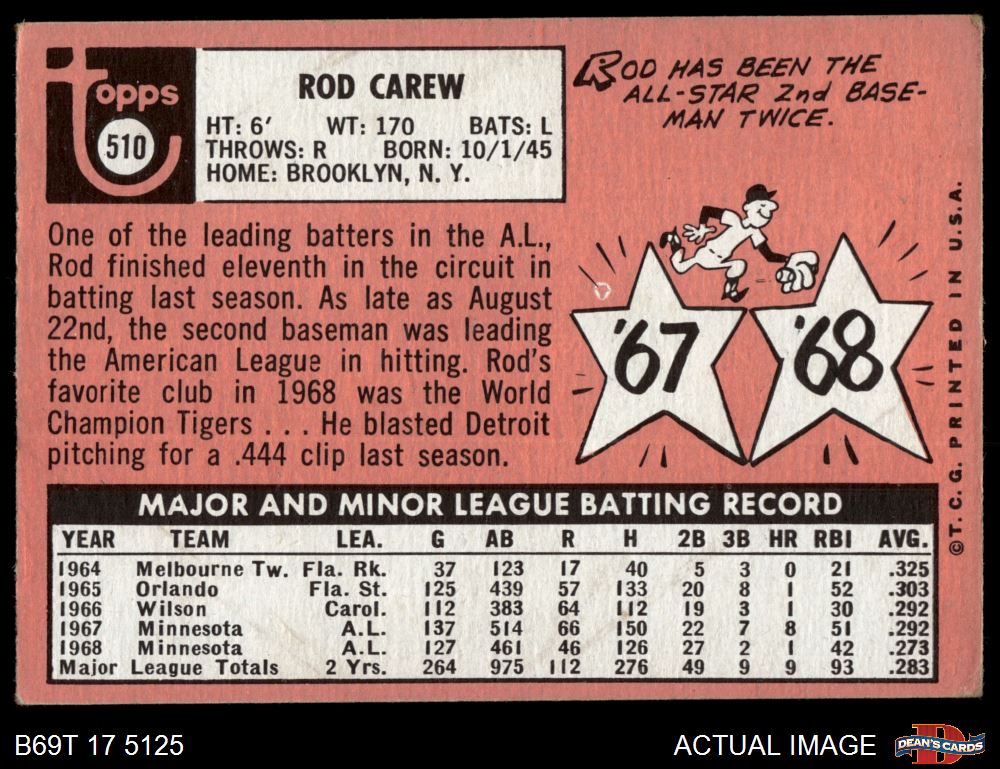 Topps
510
ROD CAREW
HT: 6' WT: 170 BATS: L
THROWS: R BORN: 10/1/45
HOME: BROOKLYN, N. Y.
ROD HAS BEEN THE
ALL-STAR 2nd BASE-
MAN TWICE.
One of the leading batters in the A.L.,
Rod finished eleventh in the circuit in
batting last season. As late as August
22nd, the second baseman was leading
the American League in hitting. Rod's
favorite club in 1968 was the World
Champion Tigers . . . He blasted Detroit
pitching for a .444 clip last season.
'67
'68
©T. C. G. PRINTED IN U.S.A.
MAJOR AND MINOR LEAGUE BATTING RECORD
YEAR TEAM LEA. G AB R H 2B 3B HR RBI AVG.
1964 Melbourne Tw. Fla. Rk. 37 123 17 40 5 3 0 21 .325
1965 Orlando Fla. St. 125 439 57 133 20 8 1 52 .303
1966 Wilson Carol. 112 383 64 112 19 3 1 30 .292
1967 Minnesota A.L. 137 514 66 150 22 7 8 51 .292
1968 Minnesota A.L. 127 461 46 126 27 2 1 42 .273
Major League Totals 2 Yrs. 264 975 112 276 49 9 9 93 .283
B69T 17 5125
ACTUAL IMAGE
D
DEAN'S CARDS